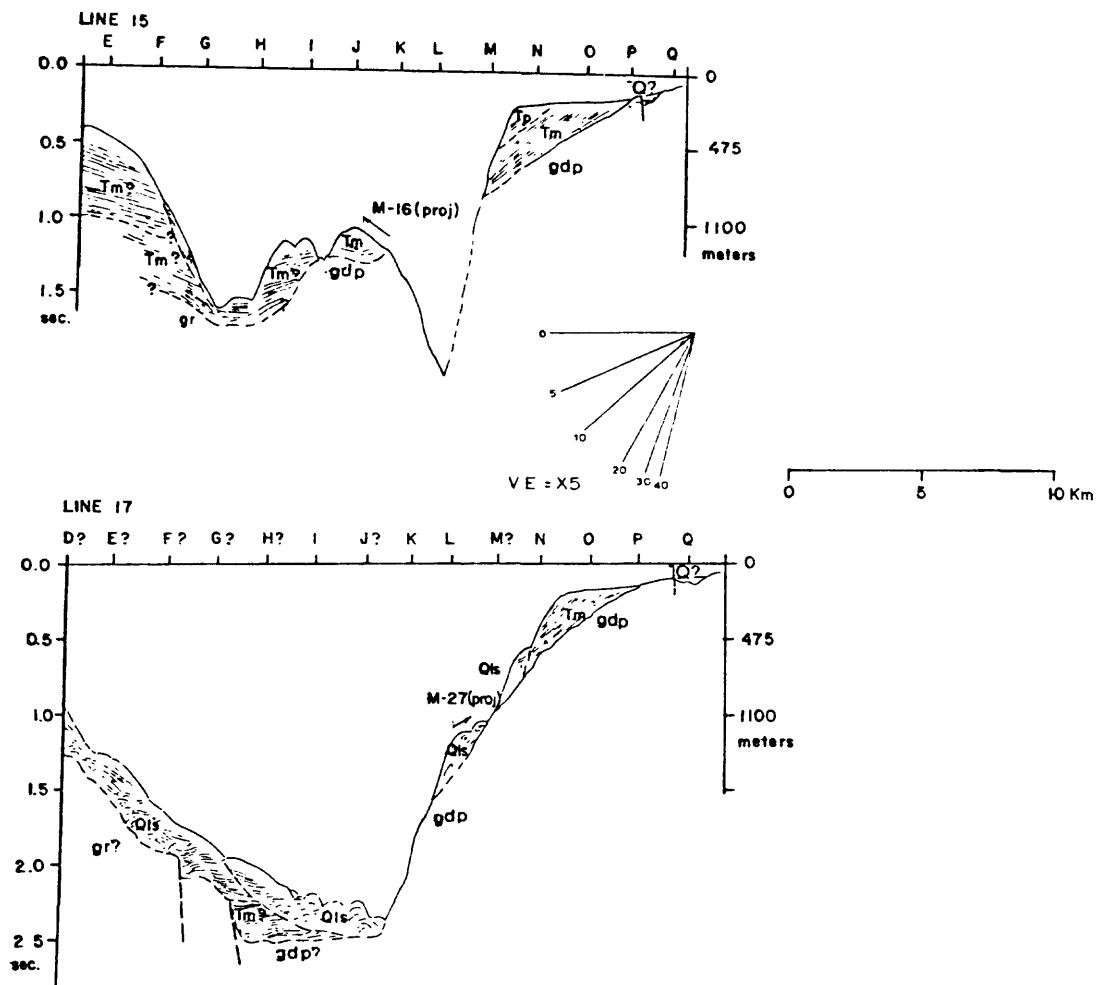 LINE 15
E F G H I J K L M N O P Q
0.0
0
Q?
Tp
0.5
Tm
475
gdp
Tm?
1.0
M-16 (proj)
1100
meters
?
Tm
Tm?
Tm?
gdp
?
1.5
sec.
gr
0
5
10
20
30 40
VE = X5
0 5 10 Km
LINE 17
D? E? F? G? H? I J? K L M? N O P Q
0.0
0
Q?
Tm
gdp
0.5
475
Qls
M-27(proj)
1.0
1100
meters
Qls
1.5
gdp
Qls
gr?
2.0
Tm?
Qls
2 5
sec.
gdp?